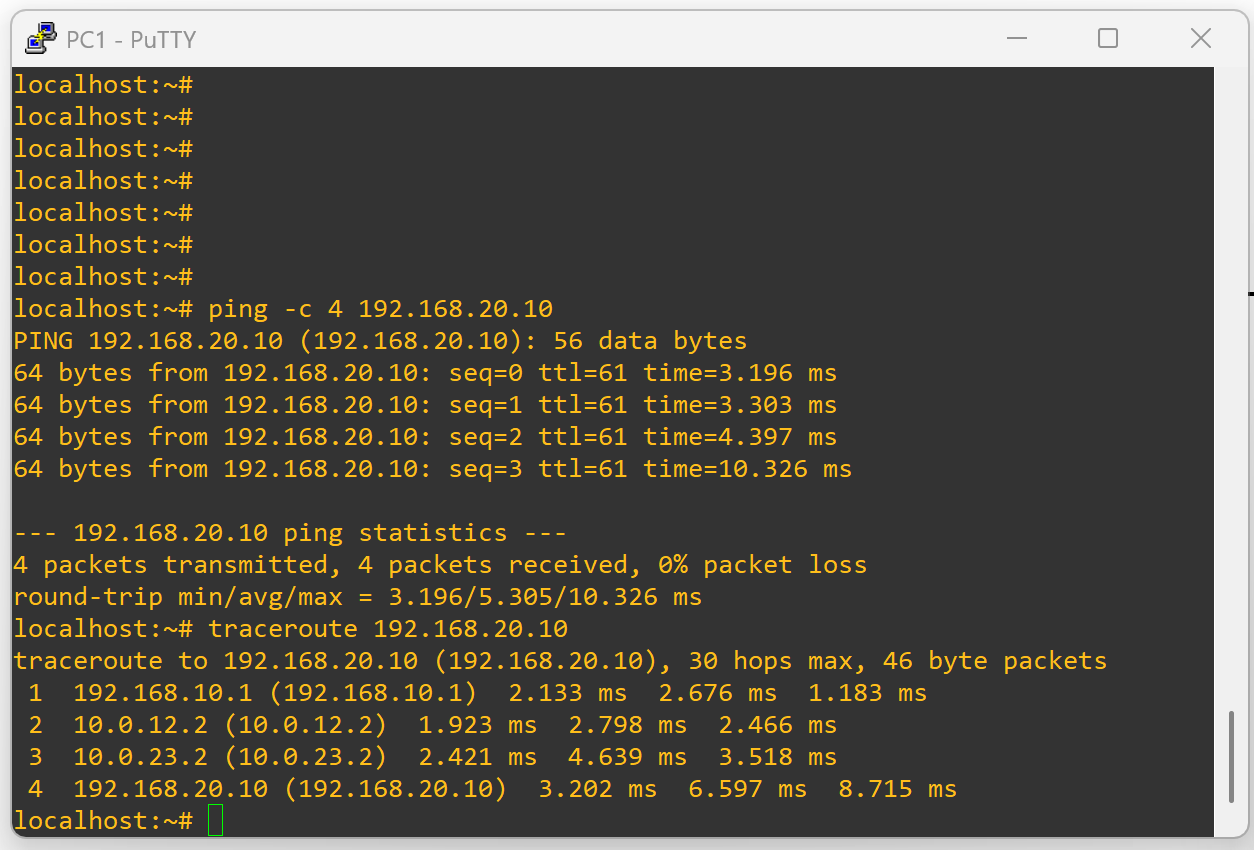 PC1 - PuTTY
localhost:~#
localhost:~#
localhost:~#
localhost:~#
localhost:~#
localhost:~#
localhost:~#
localhost:~# ping -c 4 192.168.20.10
PING 192.168.20.10 (192.168.20.10): 56 data bytes
64 bytes from 192.168.20.10: seq=0 ttl=61 time=3.196 ms
64 bytes from 192.168.20.10: seq=1 ttl=61 time=3.303 ms
64 bytes from 192.168.20.10: seq=2 ttl=61 time=4.397 ms
64 bytes from 192.168.20.10: seq=3 ttl=61 time=10.326 ms

--- 192.168.20.10 ping statistics ---
4 packets transmitted, 4 packets received, 0% packet loss
round-trip min/avg/max = 3.196/5.305/10.326 ms
localhost:~# traceroute 192.168.20.10
traceroute to 192.168.20.10 (192.168.20.10), 30 hops max, 46 byte packets
 1  192.168.10.1 (192.168.10.1)  2.133 ms  2.676 ms  1.183 ms
 2  10.0.12.2 (10.0.12.2)  1.923 ms  2.798 ms  2.466 ms
 3  10.0.23.2 (10.0.23.2)  2.421 ms  4.639 ms  3.518 ms
 4  192.168.20.10 (192.168.20.10)  3.202 ms  6.597 ms  8.715 ms
localhost:~#